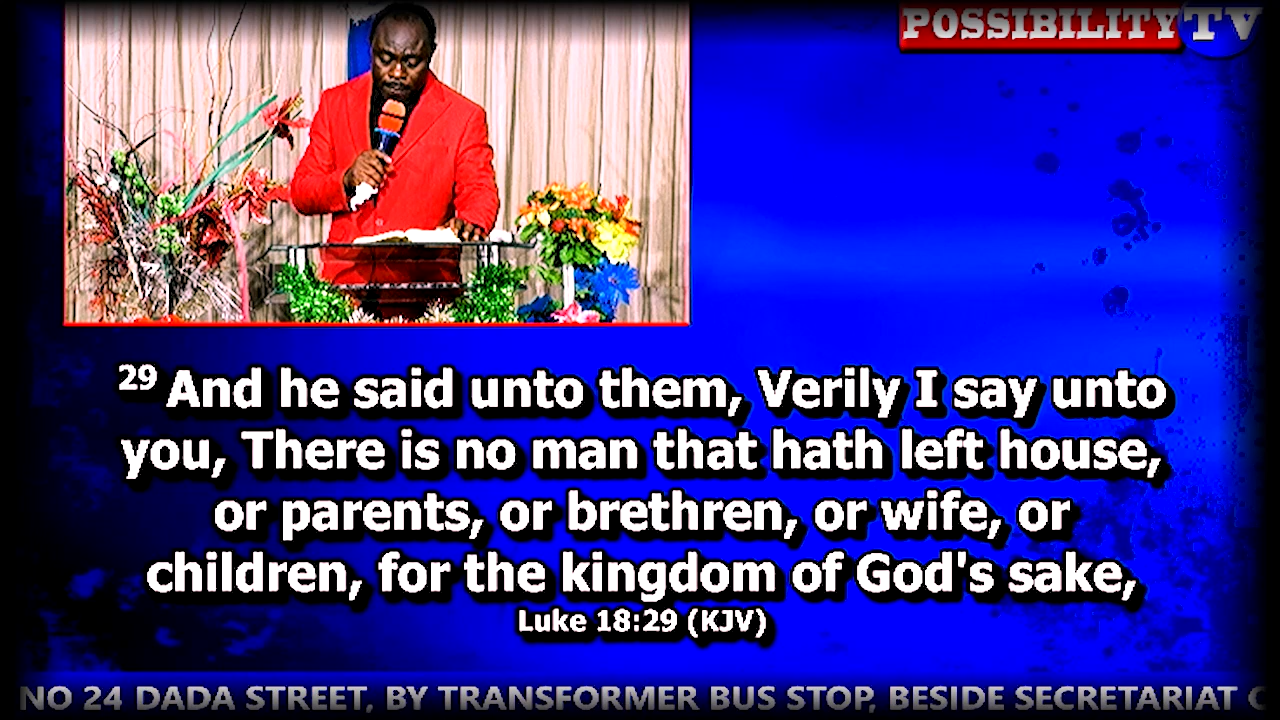 POSSIBILITY TV
29 And he said unto them, Verily I say unto
you, There is no man that hath left house,
or parents, or brethren, or wife, or
children, for the kingdom of God's sake,
Luke 18:29 (KJV)
NO 24 DADA STREET, BY TRANSFORMER BUS STOP, BESIDE SECRETARIAT